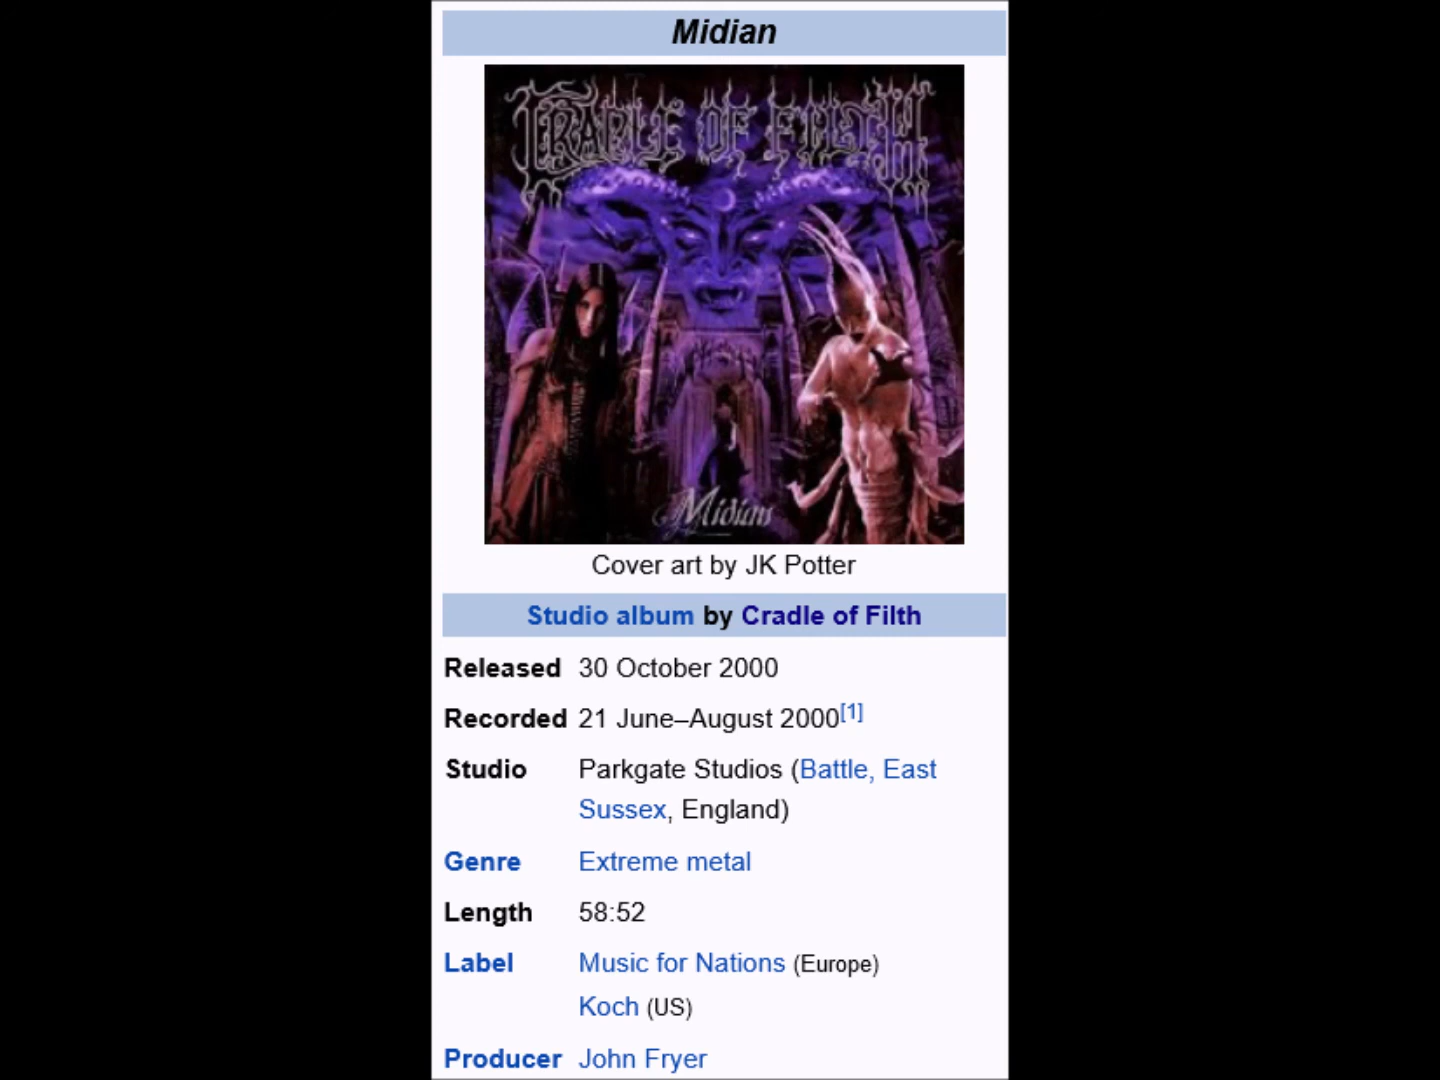 Midian
CRADLE OF FILTH
Midian
Cover art by JK Potter
Studio album by Cradle of Filth
Released 30 October 2000
Recorded 21 June–August 2000[1]
Studio Parkgate Studios (Battle, East
Sussex, England)
Genre Extreme metal
Length 58:52
Label Music for Nations (Europe)
Koch (US)
Producer John Fryer